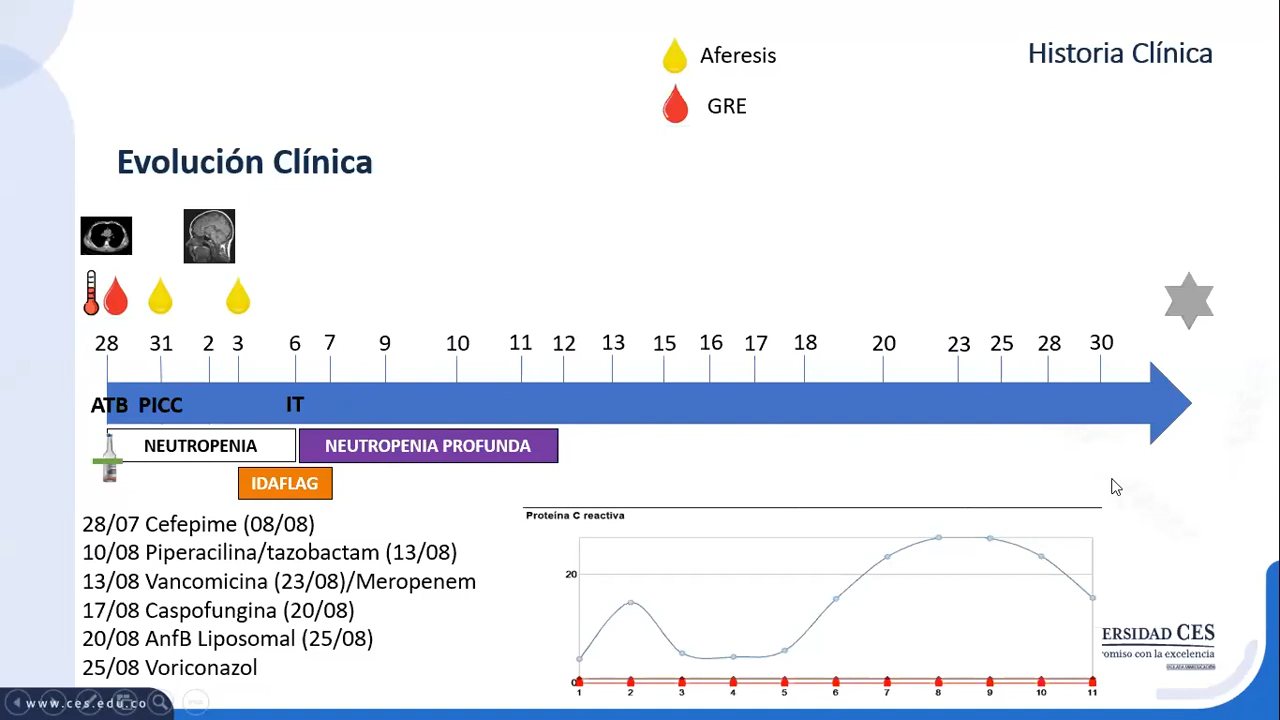 Aferesis
Historia Clínica
GRE
Evolución Clínica
28 31 2 3 6 7 9 10 11 12 13 15 16 17 18 20 23 25 28 30
ATB PICC IT
NEUTROPENIA NEUTROPENIA PROFUNDA
IDAFLAG
28/07 Cefepime (08/08)
10/08 Piperacilina/tazobactam (13/08)
13/08 Vancomicina (23/08)/Meropenem
17/08 Caspofungina (20/08)
20/08 AnfB Liposomal (25/08)
25/08 Voriconazol
Proteína C reactiva
20
0
1 2 3 4 5 6 7 8 9 10 11
ERSIDAD CES
romiso con la excelencia
www.ces.edu.co